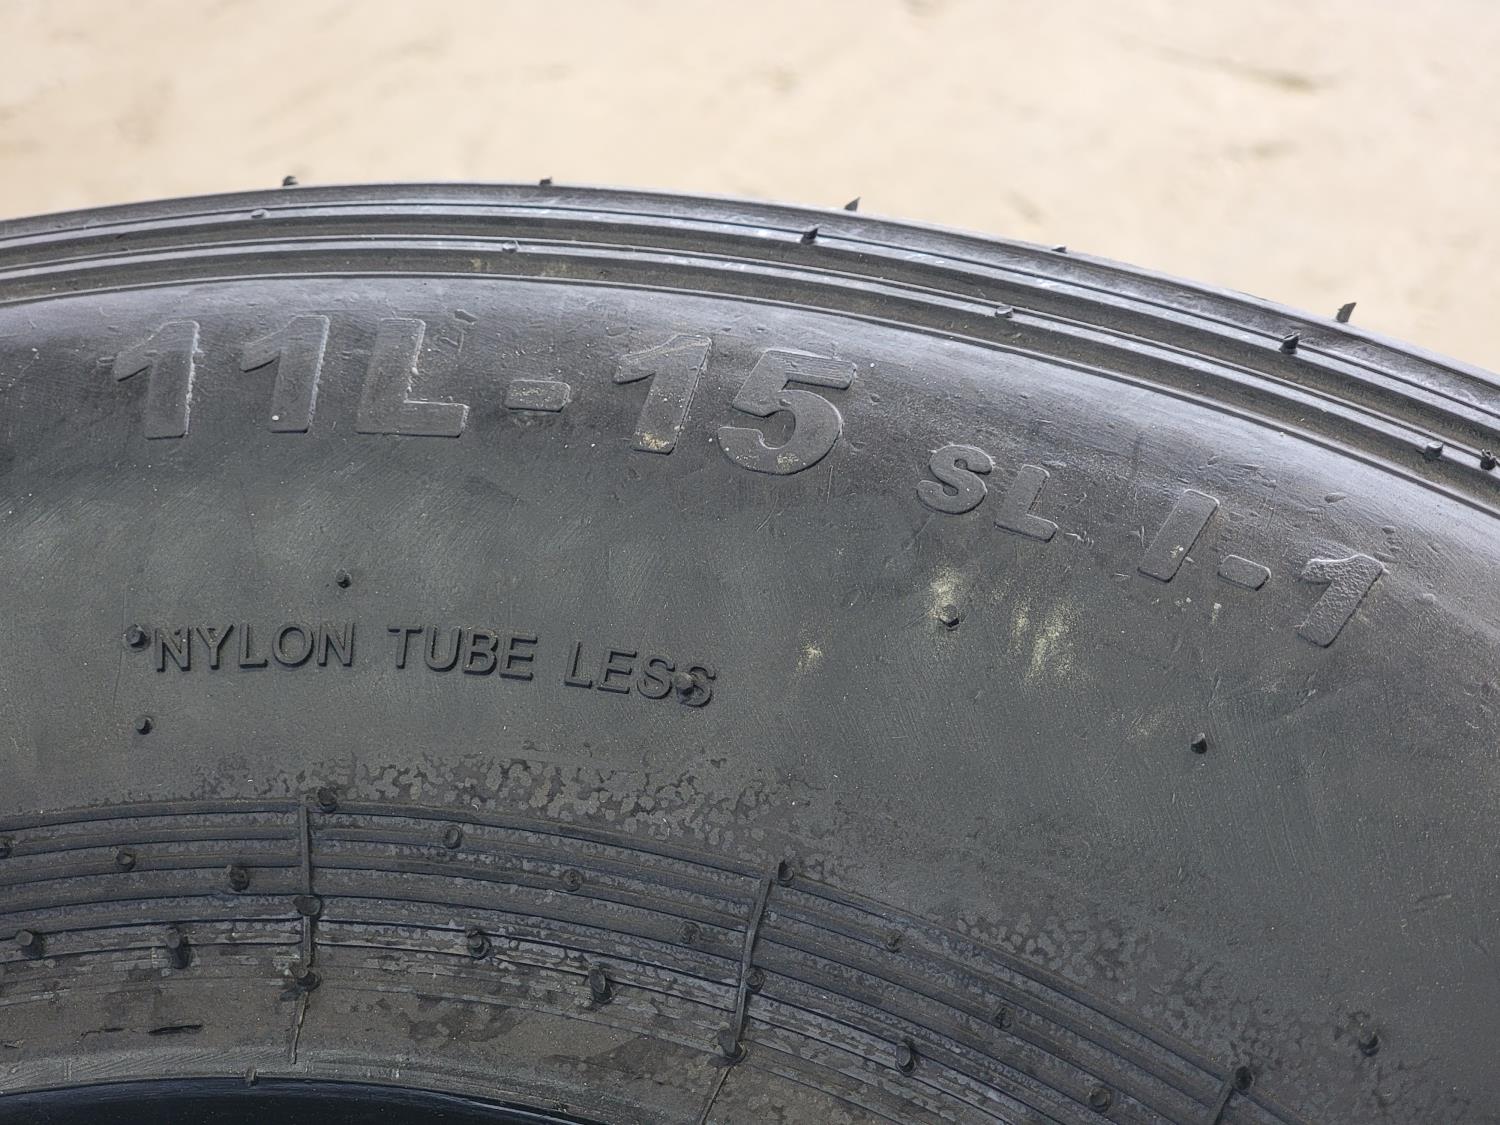 11L-15 SL I-1
NYLON TUBE LESS